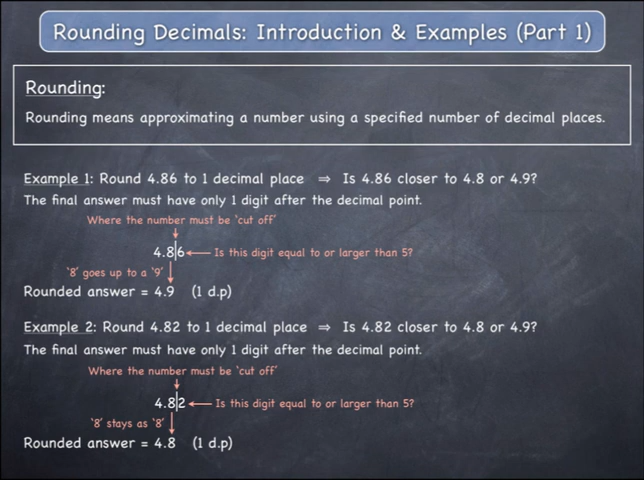 Rounding Decimals: Introduction & Examples (Part 1)
Rounding:
Rounding means approximating a number using a specified number of decimal places.
Example 1: Round 4.86 to 1 decimal place ⇒ Is 4.86 closer to 4.8 or 4.9?
The final answer must have only 1 digit after the decimal point.
Where the number must be 'cut off'
4.8|6 ← Is this digit equal to or larger than 5?
'8' goes up to a '9'
Rounded answer = 4.9 (1 d.p)
Example 2: Round 4.82 to 1 decimal place ⇒ Is 4.82 closer to 4.8 or 4.9?
The final answer must have only 1 digit after the decimal point.
Where the number must be 'cut off'
4.8|2 ← Is this digit equal to or larger than 5?
'8' stays as '8'
Rounded answer = 4.8 (1 d.p)